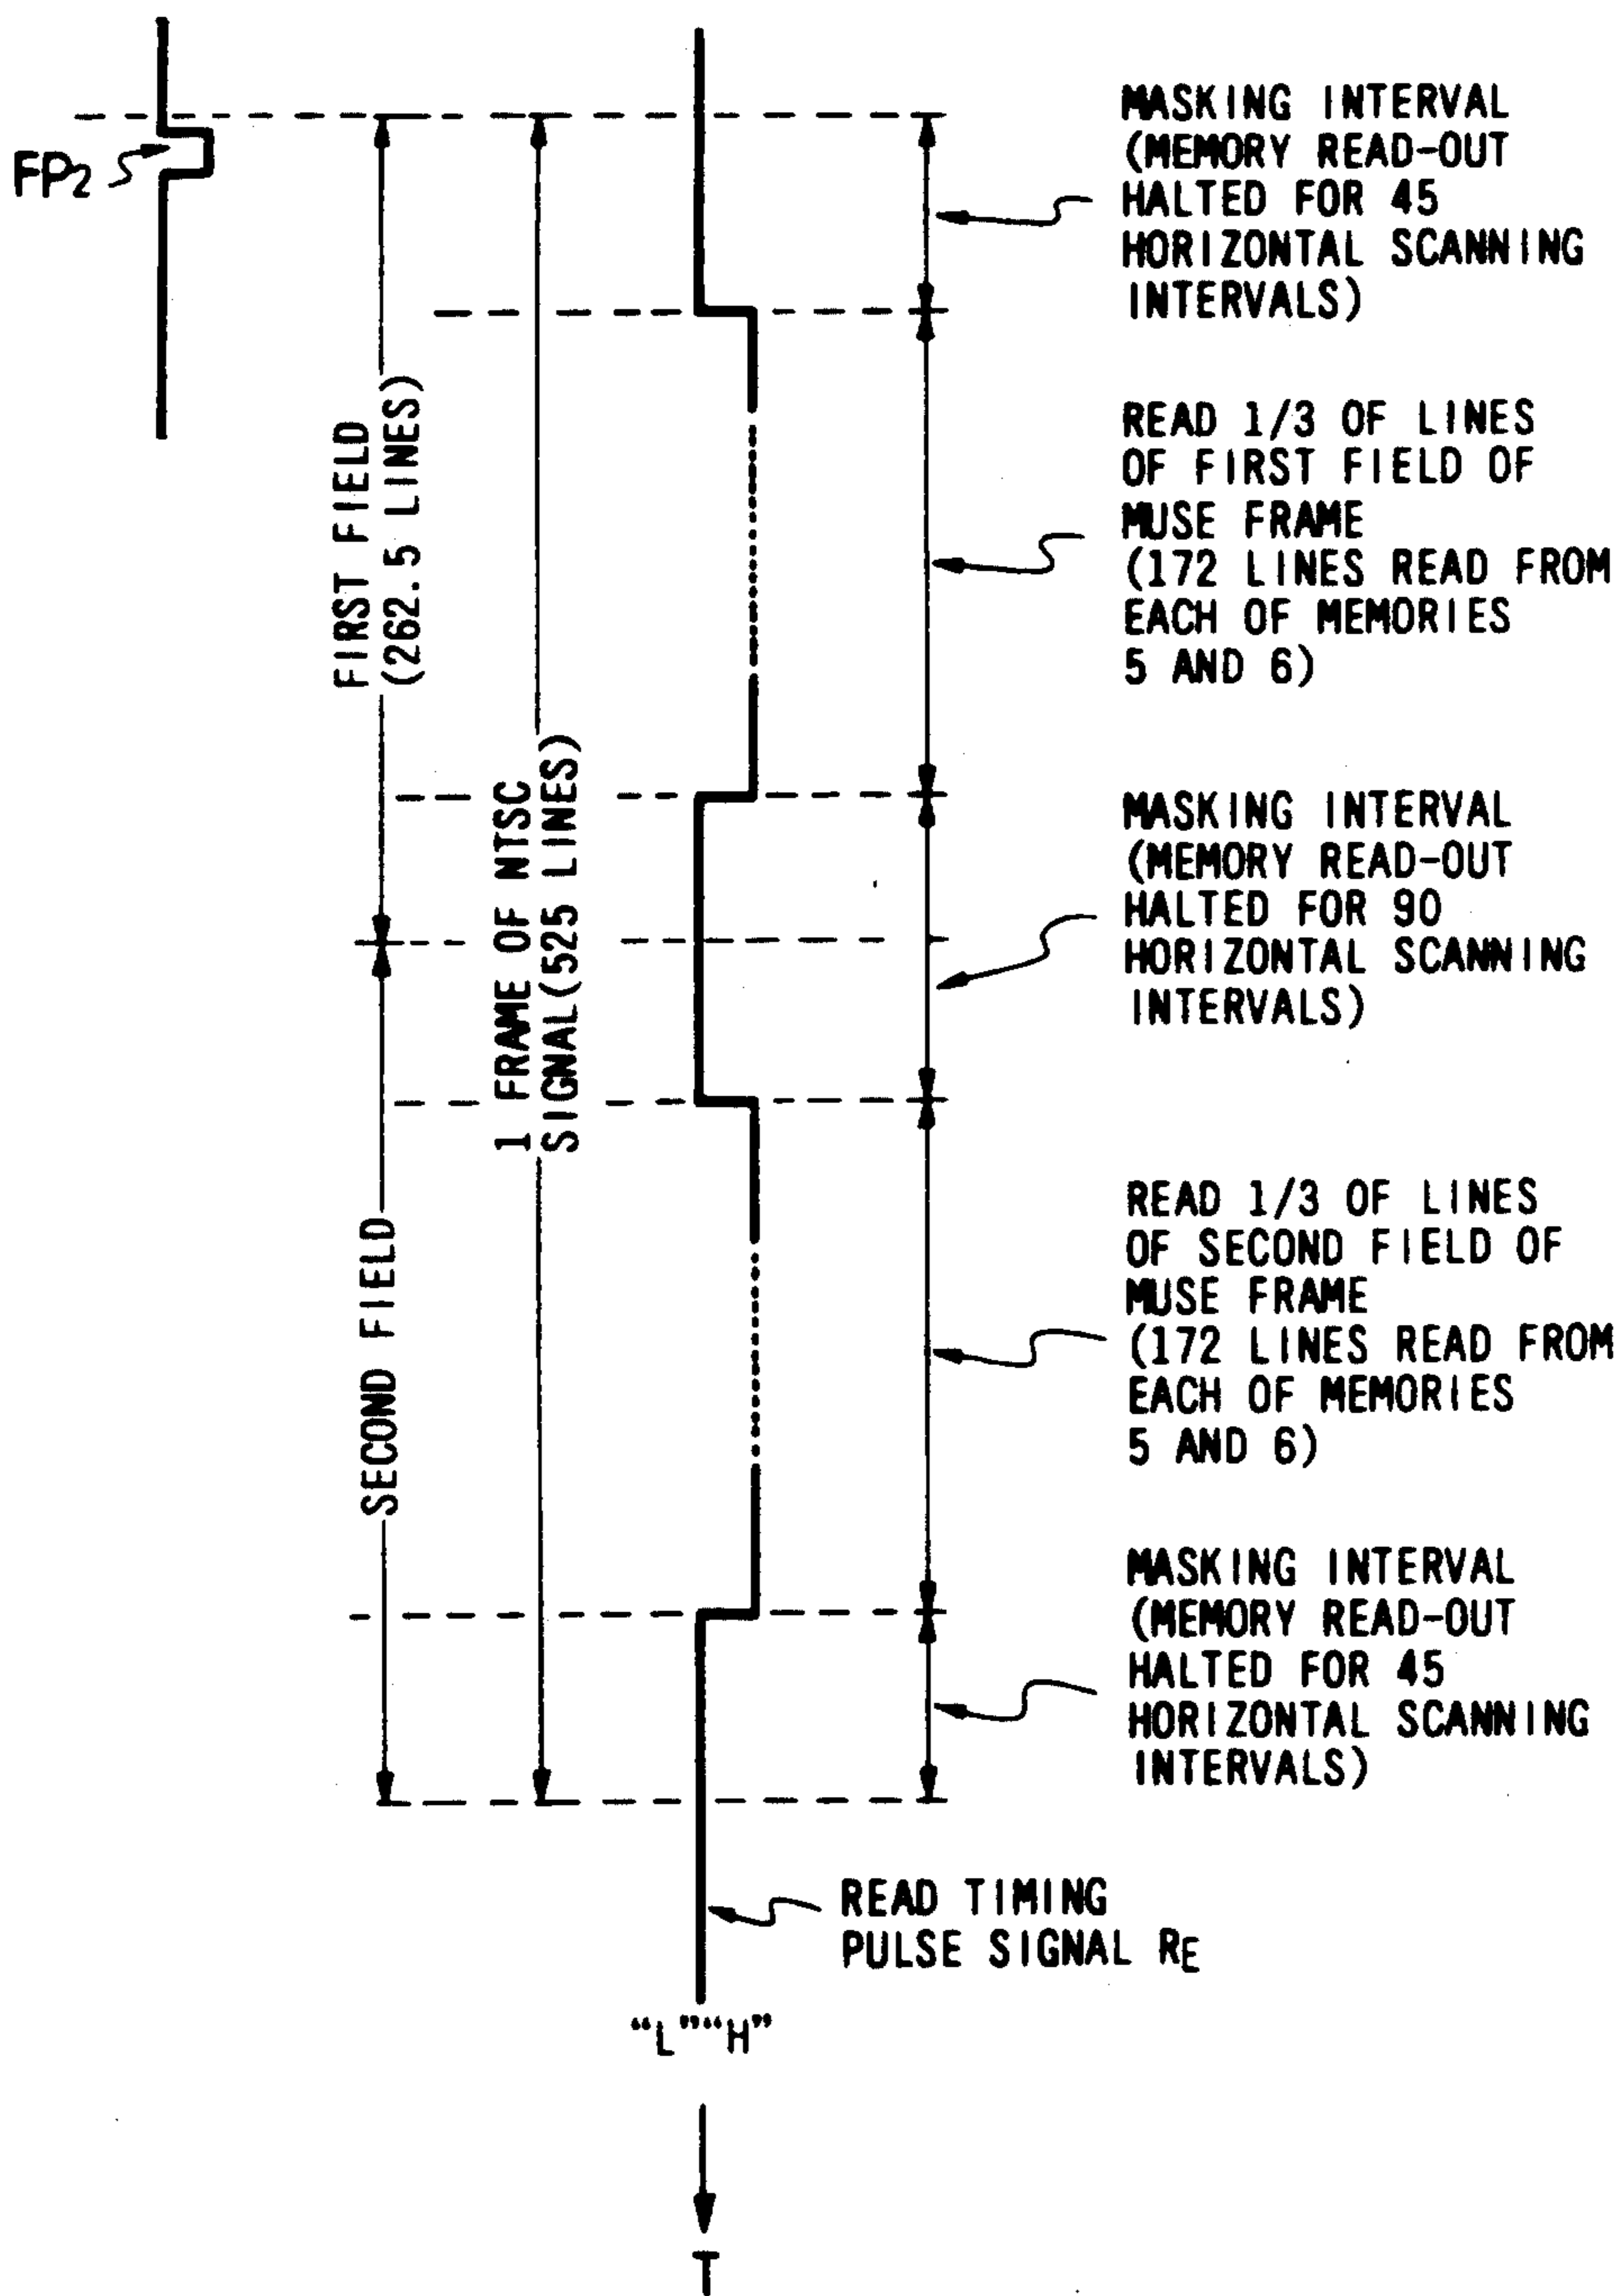 FP2
FIRST FIELD
(262.5 LINES)
SECOND FIELD
1 FRAME OF NTSC
SIGNAL(525 LINES)
MASKING INTERVAL
(MEMORY READ-OUT
HALTED FOR 45
HORIZONTAL SCANNING
INTERVALS)
READ 1/3 OF LINES
OF FIRST FIELD OF
MUSE FRAME
(172 LINES READ FROM
EACH OF MEMORIES
5 AND 6)
MASKING INTERVAL
(MEMORY READ-OUT
HALTED FOR 90
HORIZONTAL SCANNING
INTERVALS)
READ 1/3 OF LINES
OF SECOND FIELD OF
MUSE FRAME
(172 LINES READ FROM
EACH OF MEMORIES
5 AND 6)
MASKING INTERVAL
(MEMORY READ-OUT
HALTED FOR 45
HORIZONTAL SCANNING
INTERVALS)
READ TIMING
PULSE SIGNAL RE
"L" "H"
T